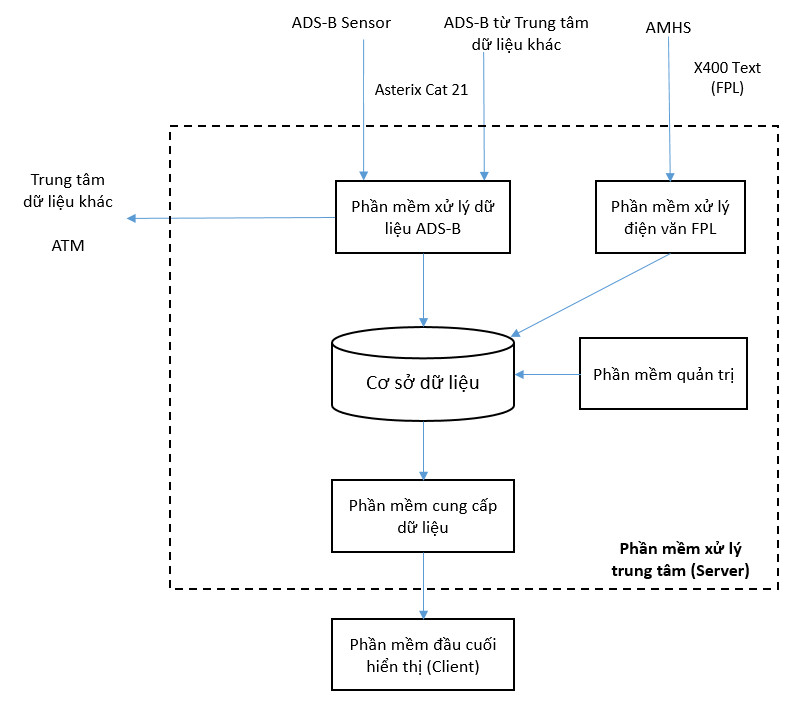 ADS-B Sensor
ADS-B từ Trung tâm
dữ liệu khác
AMHS
Asterix Cat 21
X400 Text
(FPL)
Trung tâm
dữ liệu khác
ATM
Phần mềm xử lý dữ
liệu ADS-B
Phần mềm xử lý
điện văn FPL
Cơ sở dữ liệu
Phần mềm quản trị
Phần mềm cung cấp
dữ liệu
Phần mềm xử lý
trung tâm (Server)
Phần mềm đầu cuối
hiển thị (Client)